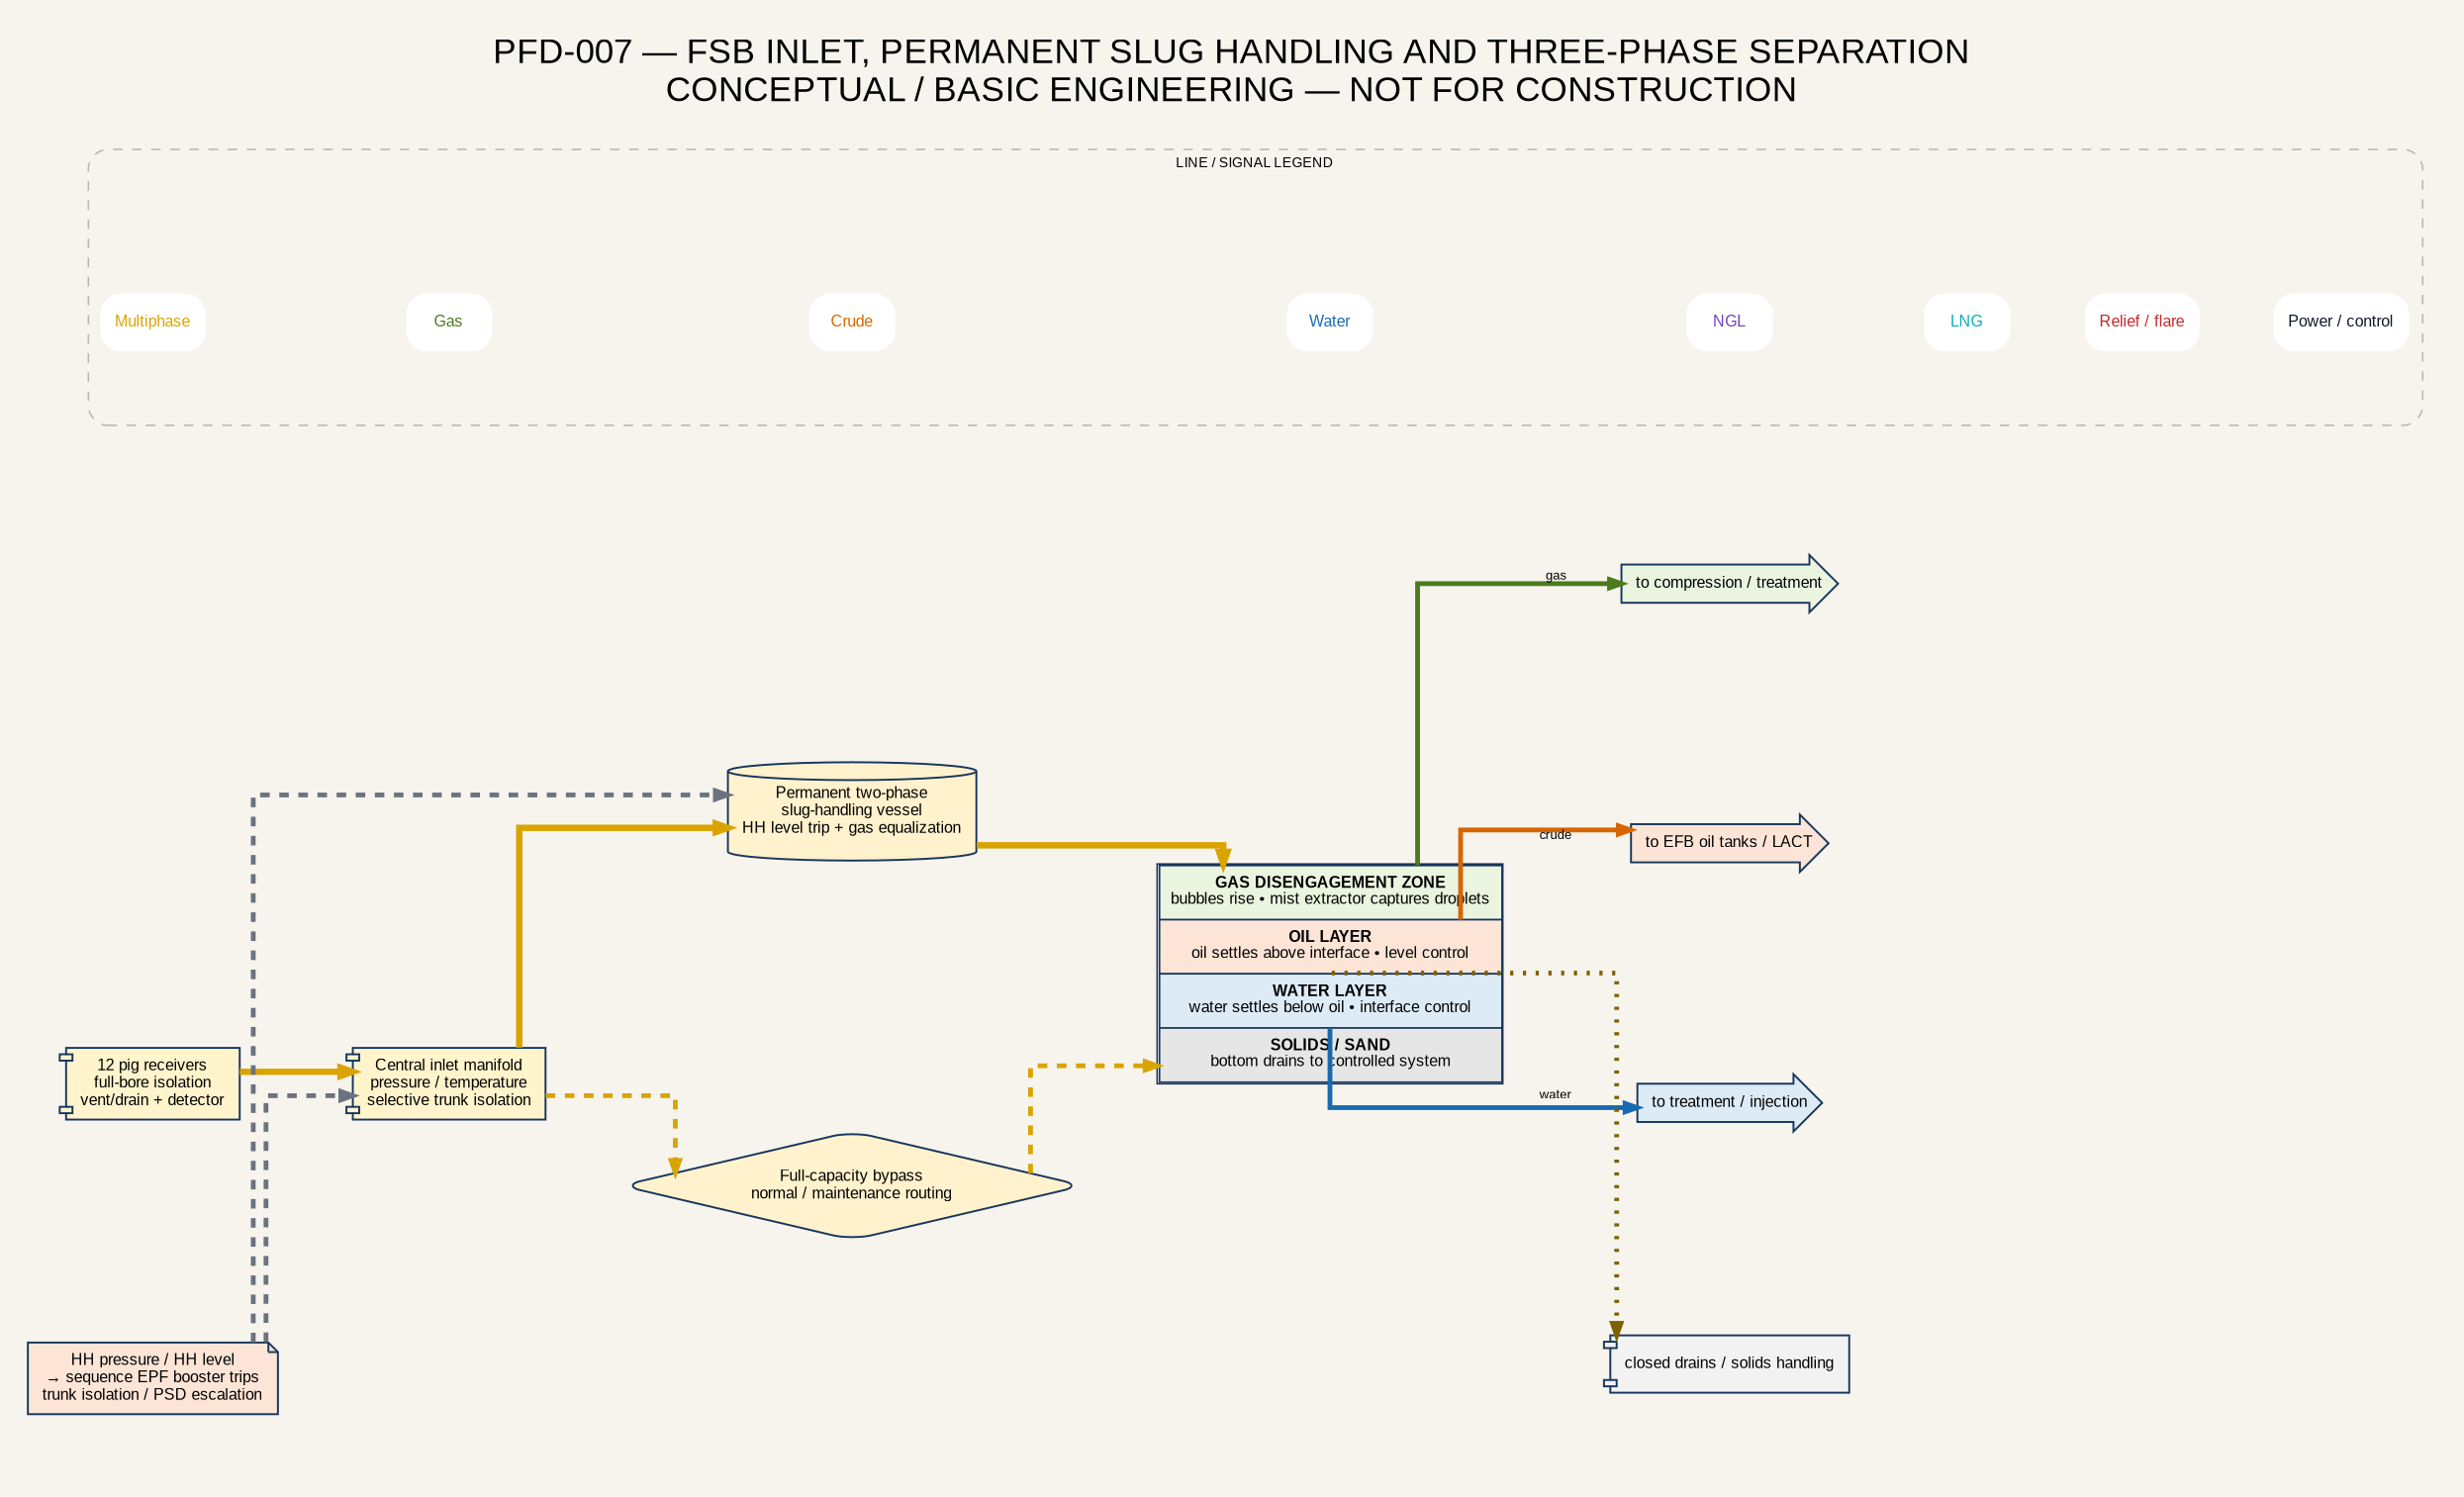 PFD-007 — FSB INLET, PERMANENT SLUG HANDLING AND THREE-PHASE SEPARATION
CONCEPTUAL / BASIC ENGINEERING — NOT FOR CONSTRUCTION
LINE / SIGNAL LEGEND
Multiphase
Gas
Crude
Water
NGL
LNG
Relief / flare
Power / control
gas
to compression / treatment
Permanent two-phase
slug-handling vessel
HH level trip + gas equalization
crude
to EFB oil tanks / LACT
GAS DISENGAGEMENT ZONE
bubbles rise • mist extractor captures droplets
OIL LAYER
oil settles above interface • level control
WATER LAYER
water settles below oil • interface control
SOLIDS / SAND
bottom drains to controlled system
12 pig receivers
full-bore isolation
vent/drain + detector
Central inlet manifold
pressure / temperature
selective trunk isolation
water
to treatment / injection
Full-capacity bypass
normal / maintenance routing
HH pressure / HH level
→ sequence EPF booster trips
trunk isolation / PSD escalation
closed drains / solids handling